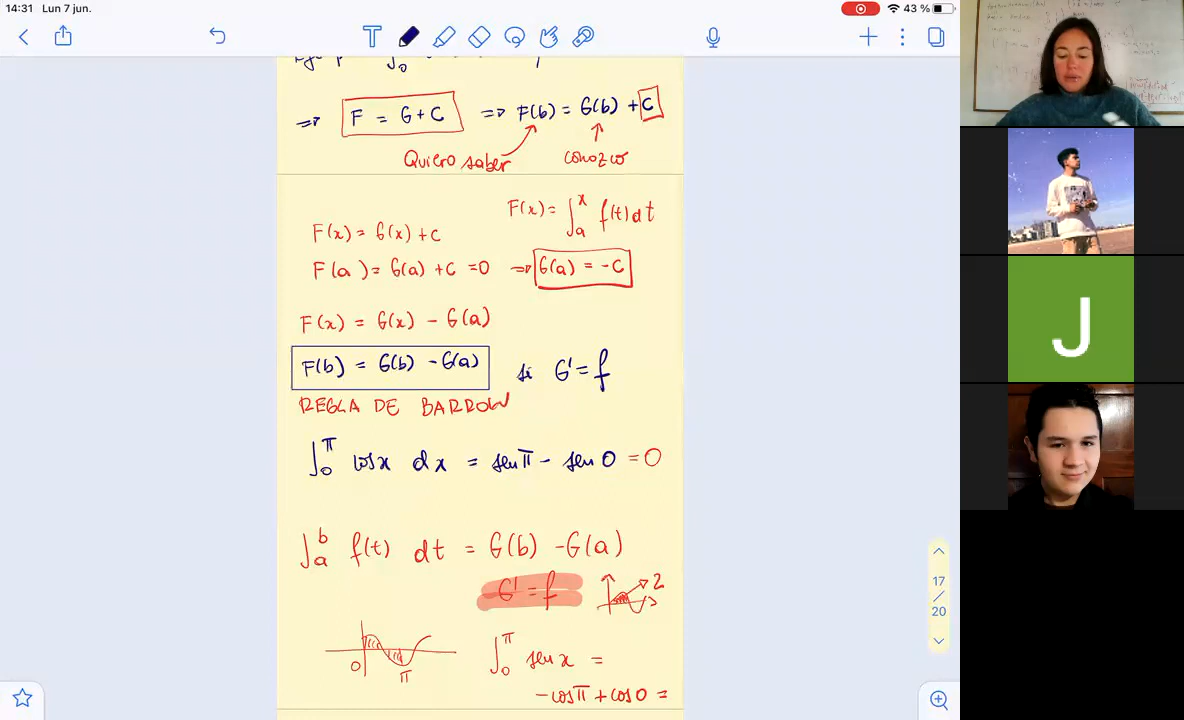 14:31 Lun 7 jun.
43 %
T
⇒ F = G + C ⇒ F(b) = G(b) + C
Quiero saber conozco
F(x) = ∫ₐˣ f(t) dt
F(x) = G(x) + C
F(a) = G(a) + C = 0 ⇒ G(a) = -C
F(x) = G(x) - G(a)
F(b) = G(b) - G(a) si G' = f
REGLA DE BARROW
∫₀^π cos x dx = sen π - sen 0 = 0
∫ₐᵇ f(t) dt = G(b) - G(a)
G' = f
2
0 π
∫₀^π sen x =
- cos π + cos 0 =
17
/
20
J